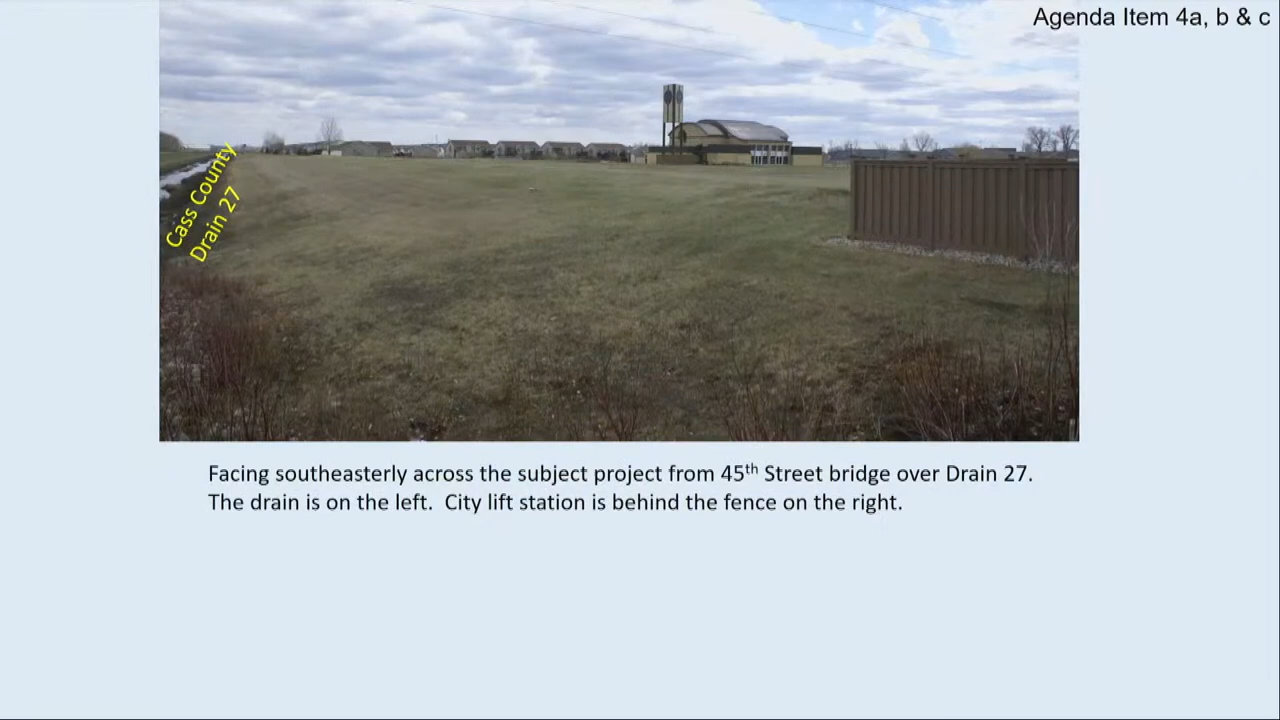 Agenda Item 4a, b & c
Cass County
Drain 27
Facing southeasterly across the subject project from 45th Street bridge over Drain 27.
The drain is on the left. City lift station is behind the fence on the right.